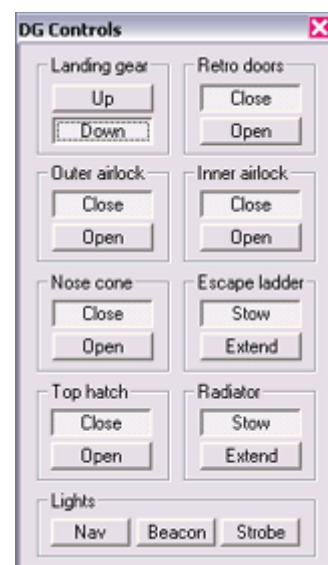 DG Controls
Landing gear Retro doors
Up Close
Down Open
Outer airlock Inner airlock
Close Close
Open Open
Nose cone Escape ladder
Close Stow
Open Extend
Top hatch Radiator
Close Stow
Open Extend
Lights
Nav Beacon Strobe